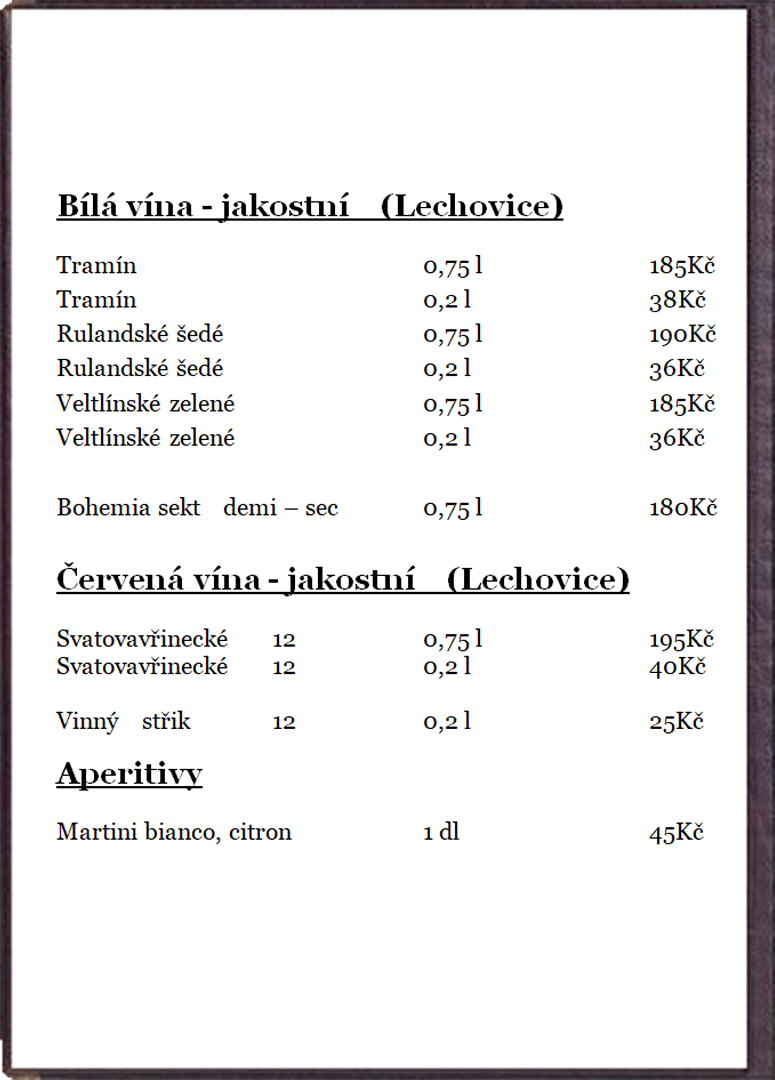 Bílá vína - jakostní (Lechovice)
Tramín 0,75 l 185Kč
Tramín 0,2 l 38Kč
Rulandské šedé 0,75 l 190Kč
Rulandské šedé 0,2 l 36Kč
Veltlínské zelené 0,75 l 185Kč
Veltlínské zelené 0,2 l 36Kč
Bohemia sekt demi – sec 0,75 l 180Kč
Červená vína - jakostní (Lechovice)
Svatovavřinecké 12 0,75 l 195Kč
Svatovavřinecké 12 0,2 l 40Kč
Vinný střik 12 0,2 l 25Kč
Aperitivy
Martini bianco, citron 1 dl 45Kč